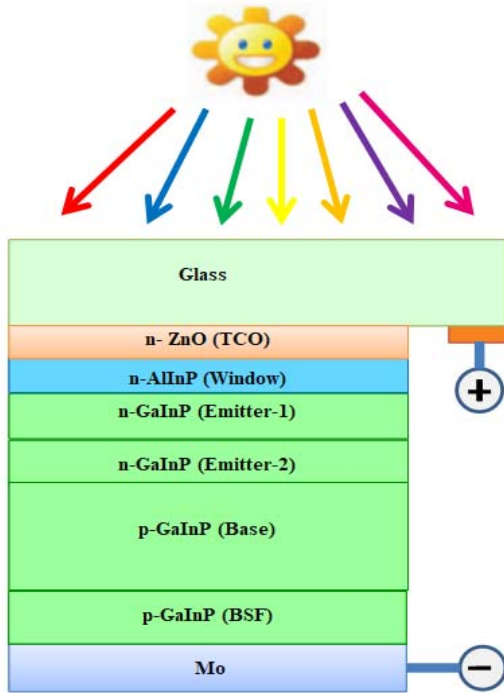 Glass
n- ZnO (TCO)
n-AlInP (Window)
+
n-GaInP (Emitter-1)
n-GaInP (Emitter-2)
p-GaInP (Base)
p-GaInP (BSF)
Mo
−